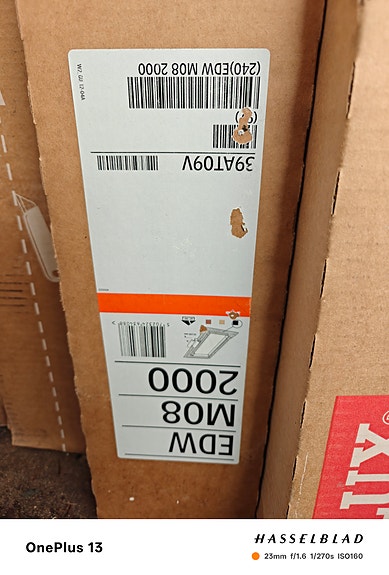 EDW
M08
2000
39AT09V
(240)EDW M08 2000
OnePlus 13
HASSELBLAD
23mm f/1.6 1/270s ISO160